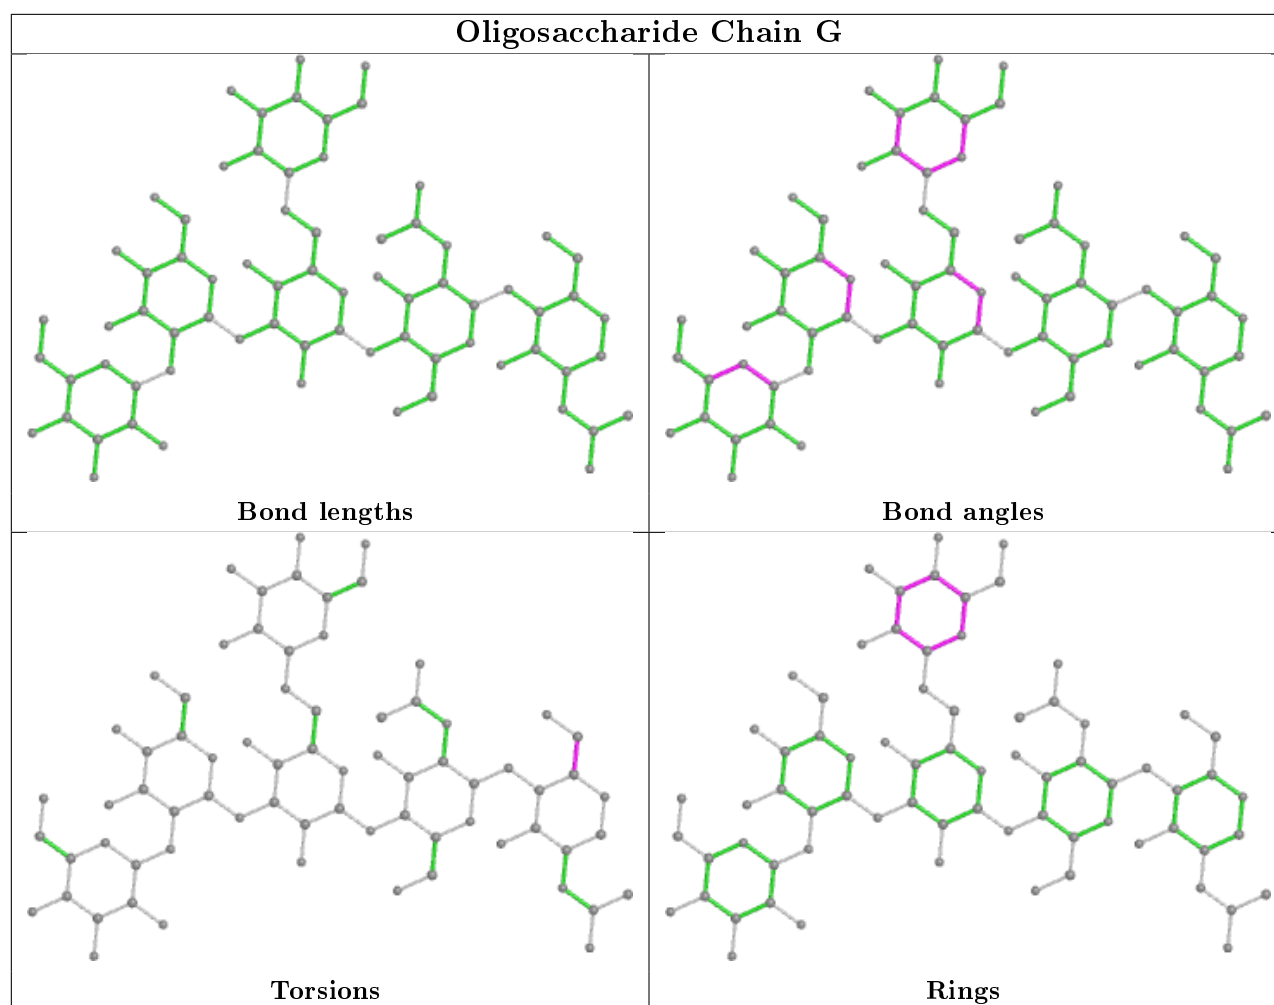 Oligosaccharide Chain G
Bond lengths
Bond angles
Torsions
Rings